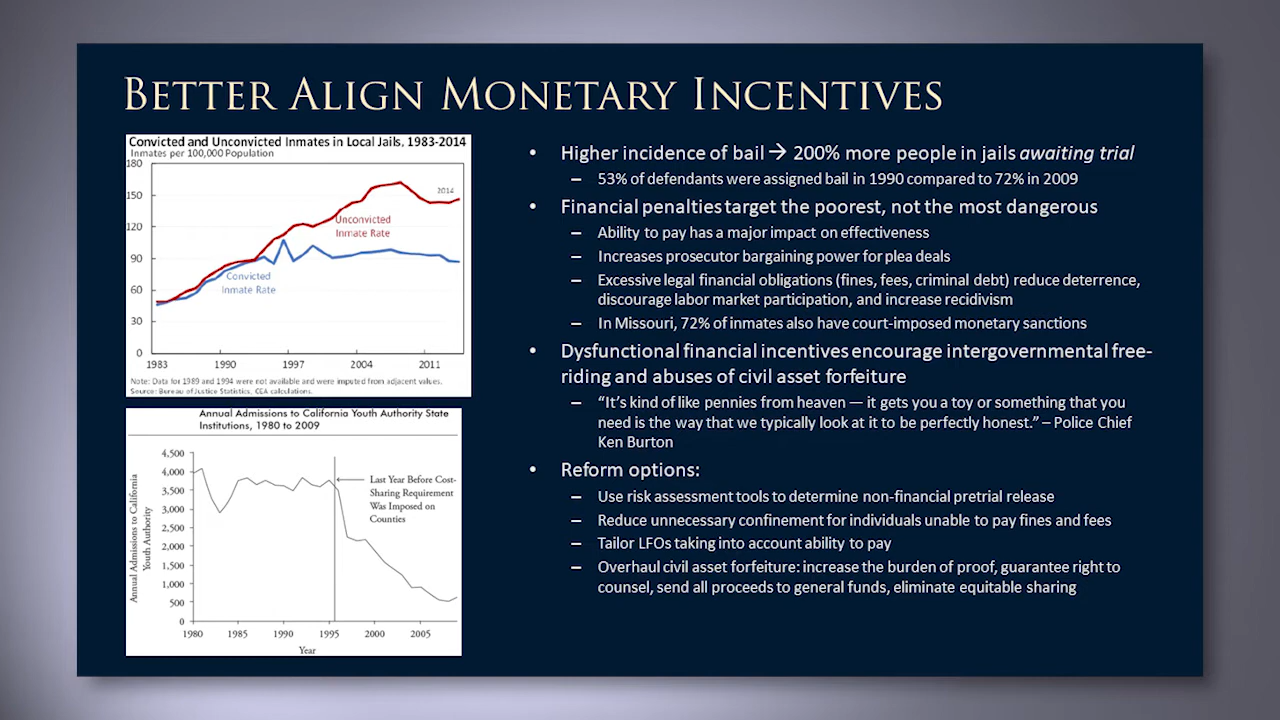 BETTER ALIGN MONETARY INCENTIVES
Convicted and Unconvicted Inmates in Local Jails, 1983-2014
Inmates per 100,000 Population
180
150
120
90
60
30
0
2014
Unconvicted
Inmate Rate
Convicted
Inmate Rate
1983
1990
1997
2004
2011
Note: Data for 1989 and 1994 were not available and were imputed from adjacent values.
Source: Bureau of Justice Statistics, CEA calculations.
Annual Admissions to California Youth Authority State
Institutions, 1980 to 2009
Annual Admissions to California
Youth Authority
4,500
4,000
3,500
3,000
2,500
2,000
1,500
1,000
500
0
Last Year Before Cost-
Sharing Requirement
Was Imposed on
Counties
1980
1985
1990
1995
2000
2005
Year
• Higher incidence of bail → 200% more people in jails awaiting trial
– 53% of defendants were assigned bail in 1990 compared to 72% in 2009
• Financial penalties target the poorest, not the most dangerous
– Ability to pay has a major impact on effectiveness
– Increases prosecutor bargaining power for plea deals
– Excessive legal financial obligations (fines, fees, criminal debt) reduce deterrence,
discourage labor market participation, and increase recidivism
– In Missouri, 72% of inmates also have court-imposed monetary sanctions
• Dysfunctional financial incentives encourage intergovernmental free-
riding and abuses of civil asset forfeiture
– “It’s kind of like pennies from heaven — it gets you a toy or something that you
need is the way that we typically look at it to be perfectly honest.” – Police Chief
Ken Burton
• Reform options:
– Use risk assessment tools to determine non-financial pretrial release
– Reduce unnecessary confinement for individuals unable to pay fines and fees
– Tailor LFOs taking into account ability to pay
– Overhaul civil asset forfeiture: increase the burden of proof, guarantee right to
counsel, send all proceeds to general funds, eliminate equitable sharing